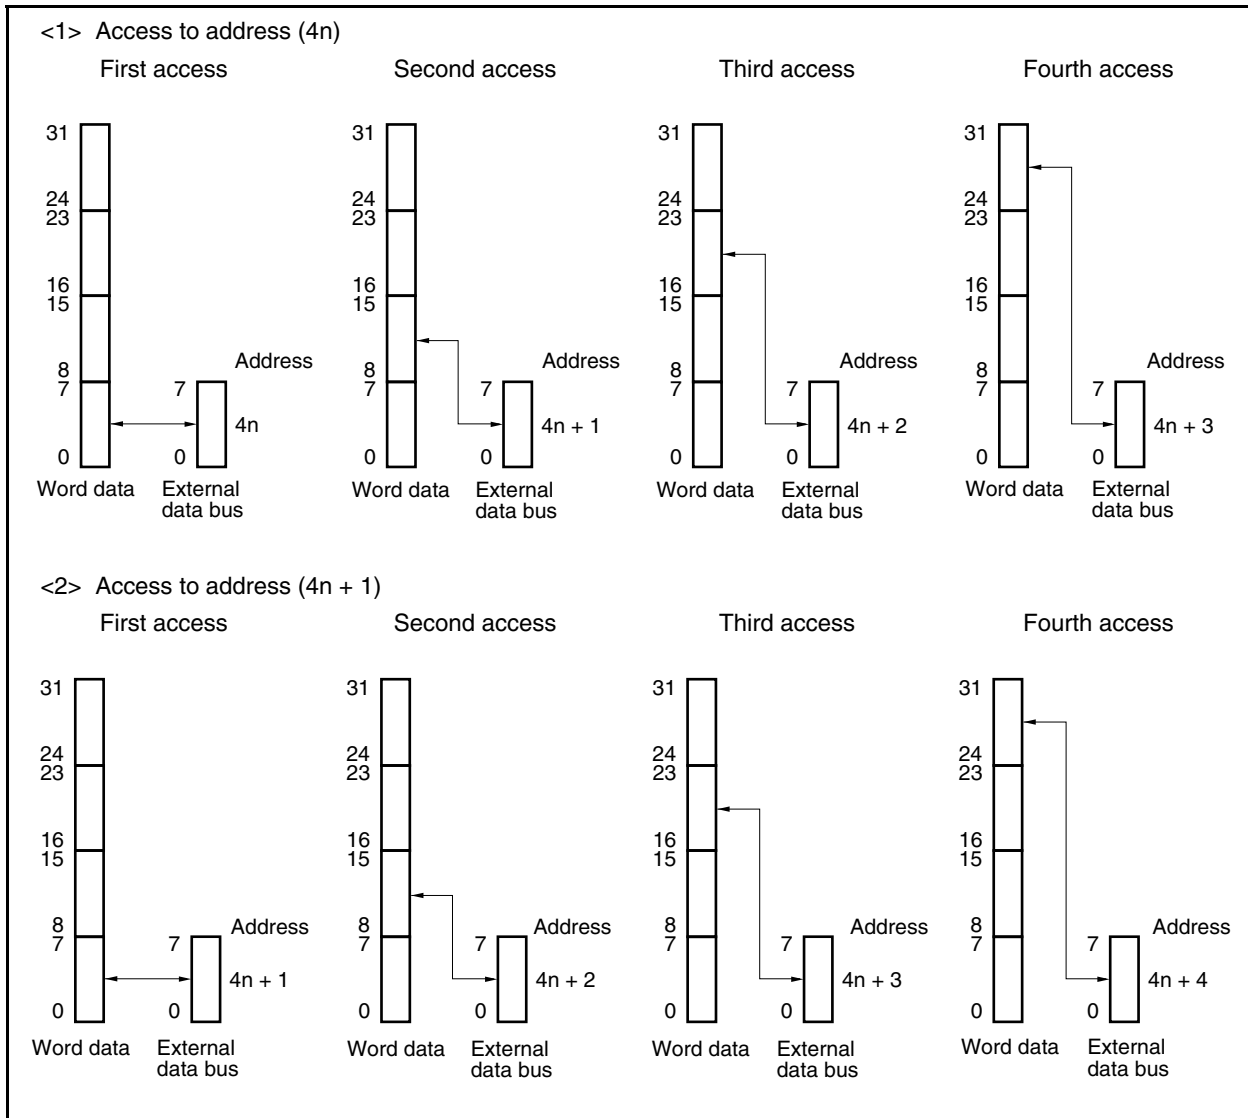 <1> Access to address (4n)
First access
Second access
Third access
Fourth access
31
24
23
16
15
8
7
0
Address
7
4n
0
Word data
External
data bus
31
24
23
16
15
8
7
0
Address
7
4n + 1
0
Word data
External
data bus
31
24
23
16
15
8
7
0
Address
7
4n + 2
0
Word data
External
data bus
31
24
23
16
15
8
7
0
Address
7
4n + 3
0
Word data
External
data bus
<2> Access to address (4n + 1)
First access
Second access
Third access
Fourth access
31
24
23
16
15
8
7
0
Address
7
4n + 1
0
Word data
External
data bus
31
24
23
16
15
8
7
0
Address
7
4n + 2
0
Word data
External
data bus
31
24
23
16
15
8
7
0
Address
7
4n + 3
0
Word data
External
data bus
31
24
23
16
15
8
7
0
Address
7
4n + 4
0
Word data
External
data bus